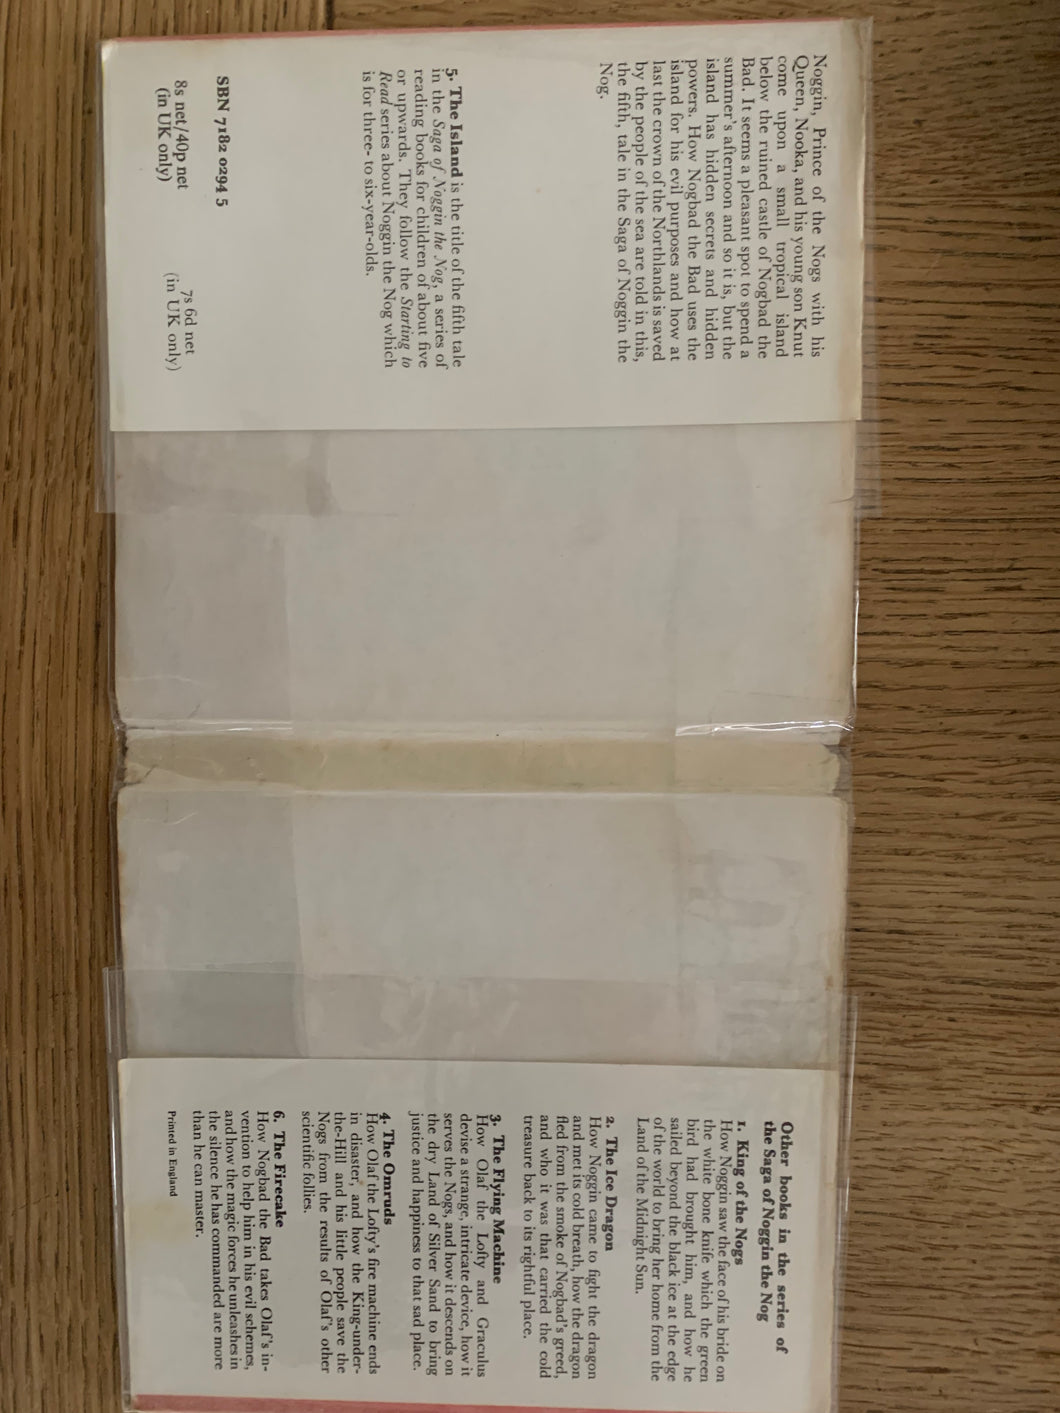 Noggin, Prince of the Nogs with his
Queen, Nooka, and his young son Knut
come upon a small tropical island
below the ruined castle of Nogbad the
Bad. It seems a pleasant spot to spend a
summer's afternoon and so it is, but the
island has hidden secrets and hidden
powers. How Nogbad the Bad uses the
island for his evil purposes and how at
last the crown of the Northlands is saved
by the people of the sea are told in this,
the fifth, tale in the Saga of Noggin the
Nog.
5. The Island is the title of the fifth tale
in the Saga of Noggin the Nog, a series of
reading books for children of about five
or upwards. They follow the Starting to
Read series about Noggin the Nog which
is for three- to six-year-olds.
SBN 7182 0294 5
8s net/40p net
(in UK only)
7s 6d net
(in UK only)
Other books in the series of
the Saga of Noggin the Nog
1. King of the Nogs
How Noggin saw the face of his bride on
the white bone knife which the green
bird had brought him, and how he
sailed beyond the black ice at the edge
of the world to bring her home from the
Land of the Midnight Sun.
2. The Ice Dragon
How Noggin came to fight the dragon
and met its cold breath, how the dragon
fled from the smoke of Nogbad's greed,
and who it was that carried the cold
treasure back to its rightful place.
3. The Flying Machine
How Olaf the Lofty and Graculus
devise a strange, intricate device, how it
serves the Nogs, and how it descends on
the dry Land of Silver Sand to bring
justice and happiness to that sad place.
4. The Omruds
How Olaf the Lofty's fire machine ends
in disaster, and how the King-under-
the-Hill and his little people save the
Nogs from the results of Olaf's other
scientific follies.
6. The Firecake
How Nogbad the Bad takes Olaf's in-
vention to help him in his evil schemes,
and how the magic forces he unleashes in
the silence he has commanded are more
than he can master.
Printed in England